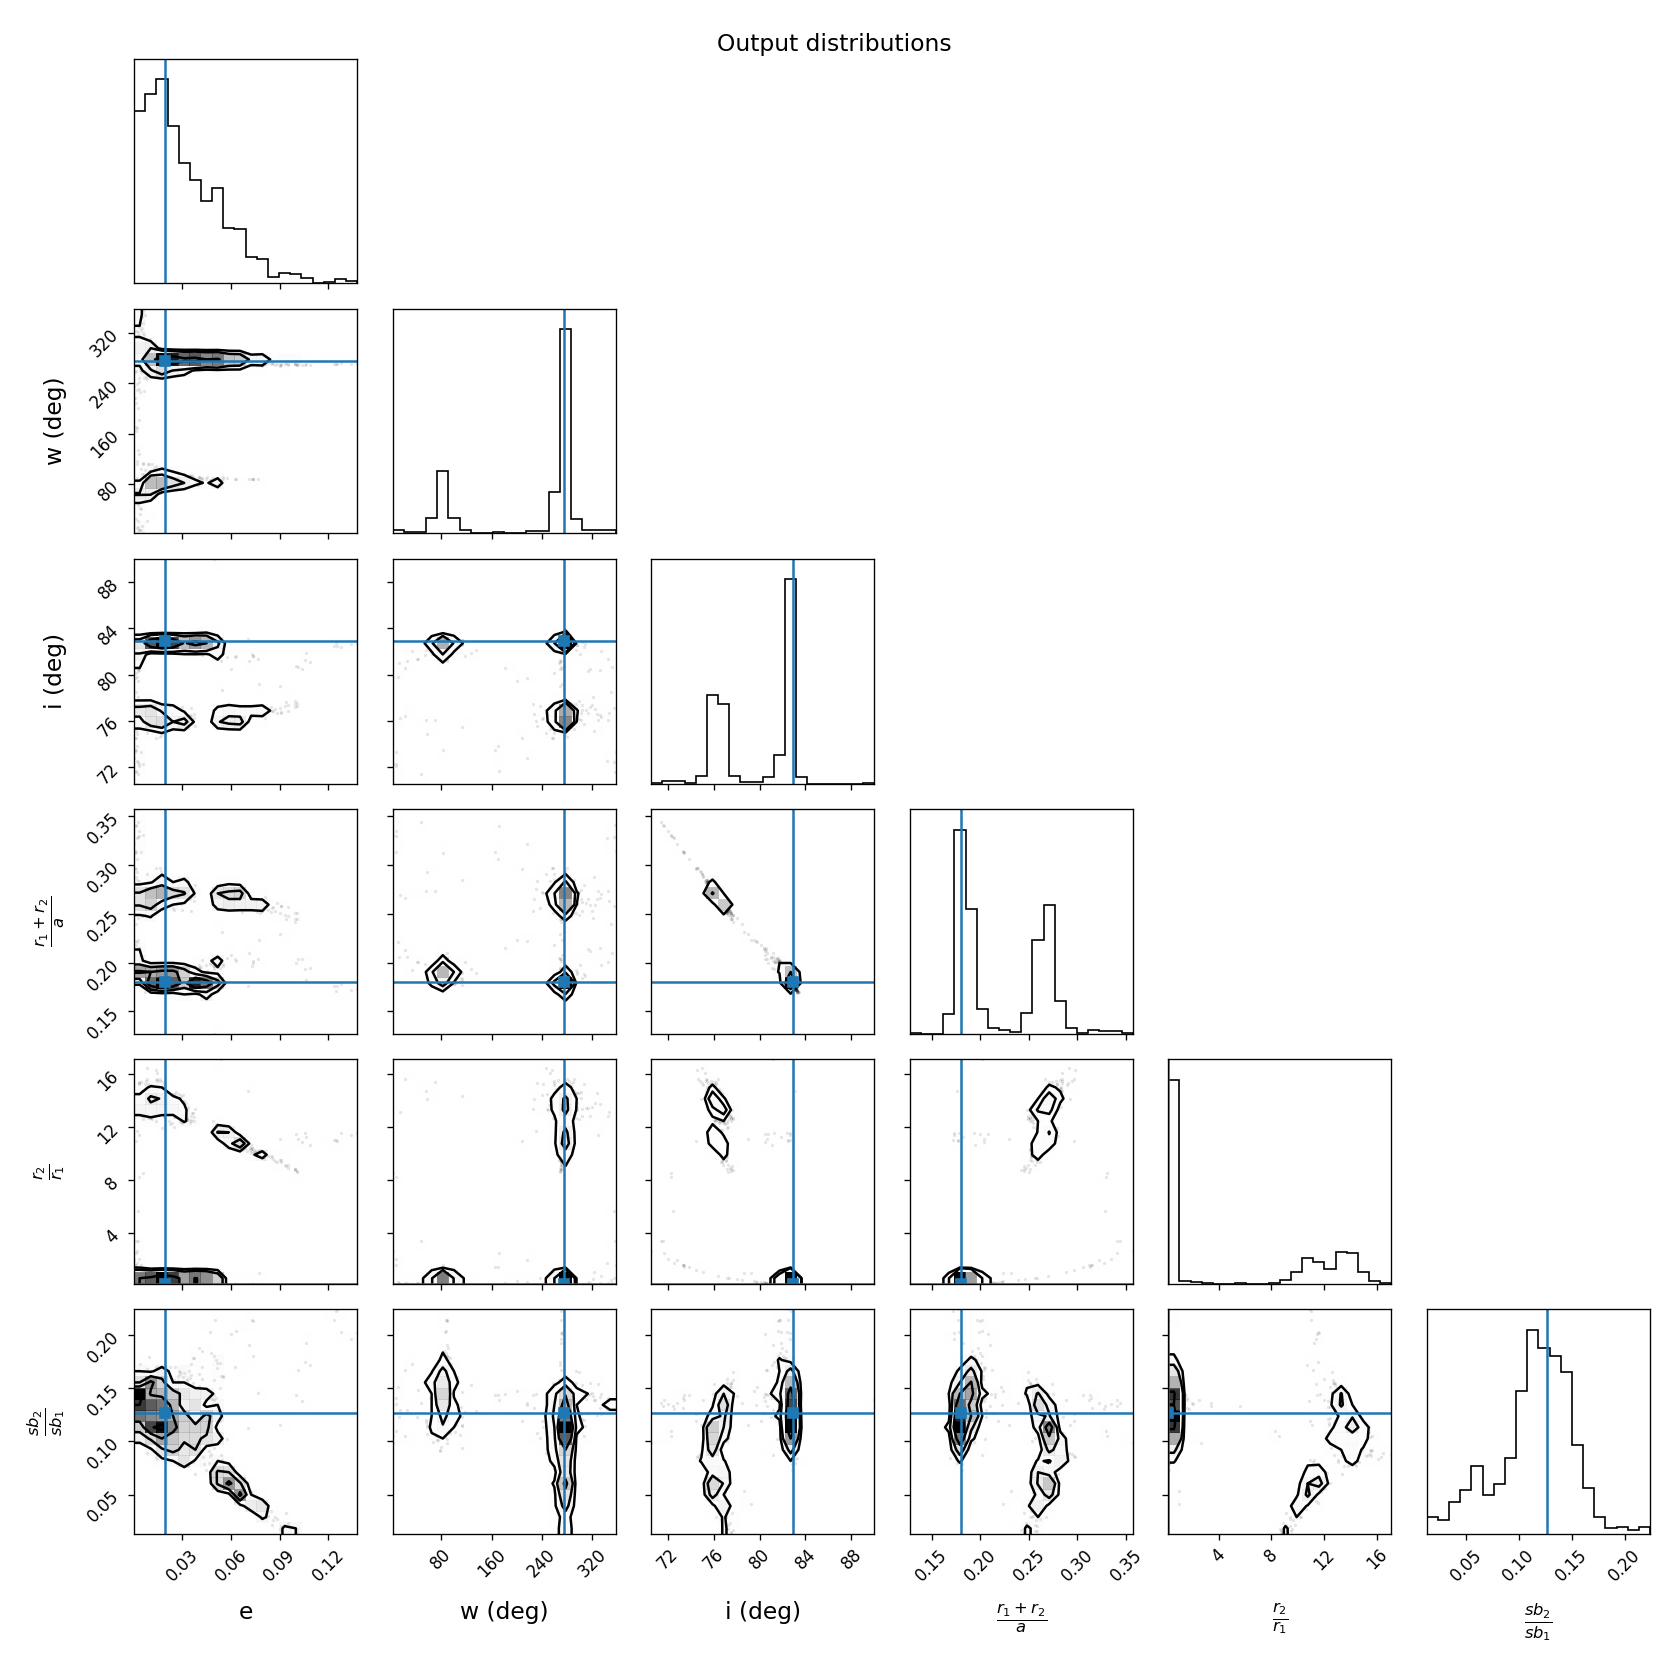 Output distributions
w (deg)
320
240
160
80
i (deg)
88
84
80
76
72
r₁ + r₂
a
0.35
0.30
0.25
0.20
0.15
r₂
r₁
16
12
8
4
sb₂
sb₁
0.20
0.15
0.10
0.05
0.03 0.06 0.09 0.12
80 160 240 320
72 76 80 84 88
0.15 0.20 0.25 0.30 0.35
4 8 12 16
0.05 0.10 0.15 0.20
e
w (deg)
i (deg)
r₁ + r₂
a
r₂
r₁
sb₂
sb₁